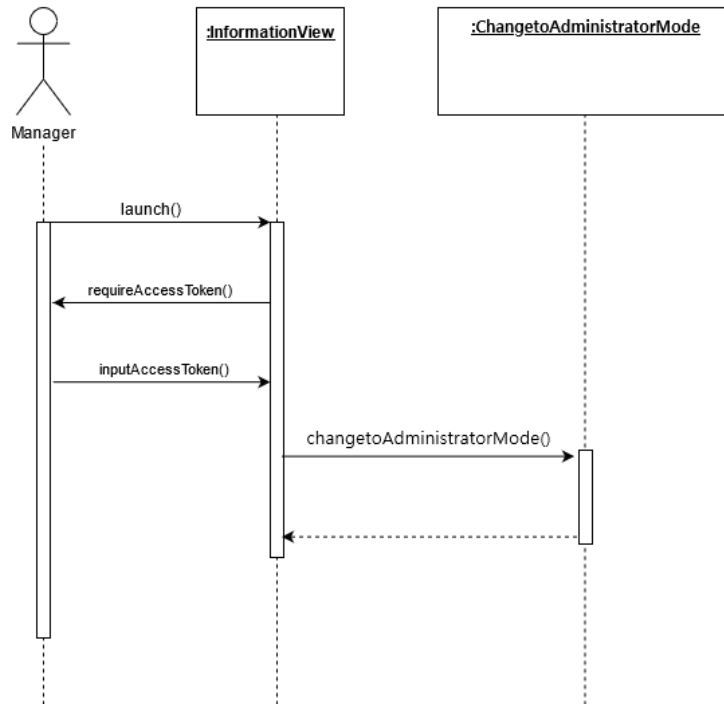 :InformationView
:ChangetoAdministratorMode
Manager
launch()
requireAccessToken()
inputAccessToken()
changetoAdministratorMode()